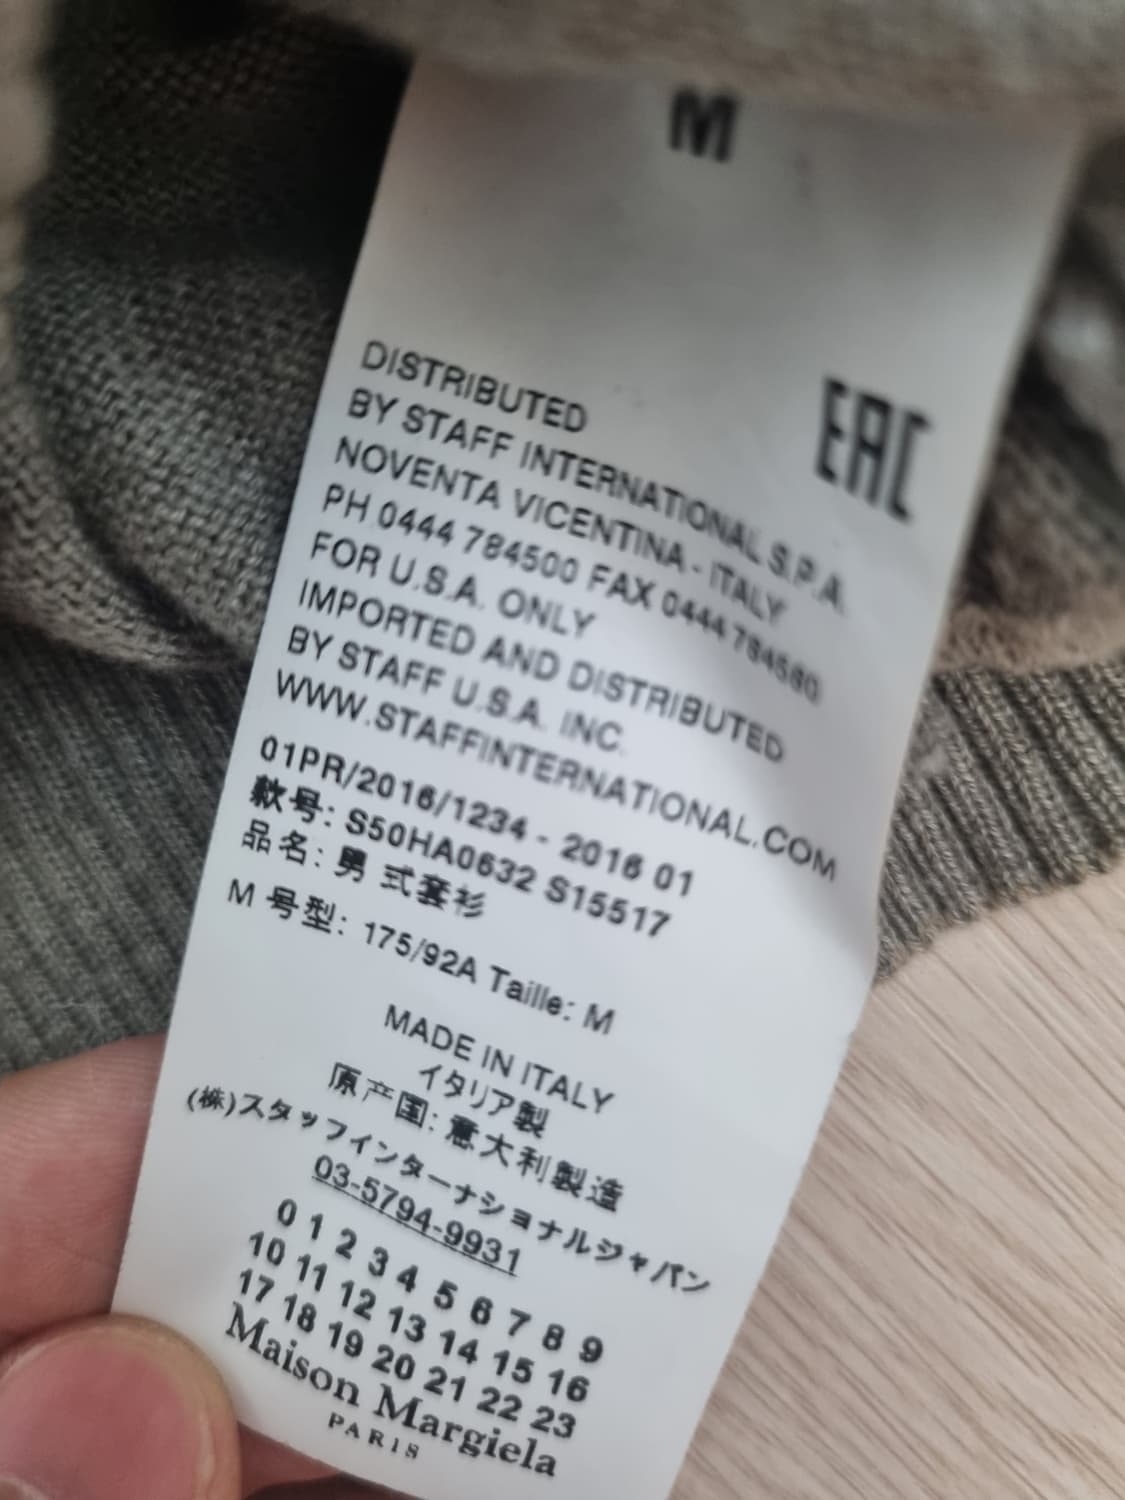 M
EAC
DISTRIBUTED
BY STAFF INTERNATIONAL S.P.A.
NOVENTA VICENTINA - ITALY
PH 0444 784500 FAX 0444 784580
FOR U.S.A. ONLY
IMPORTED AND DISTRIBUTED
BY STAFF U.S.A. INC.
WWW.STAFFINTERNATIONAL.COM
01PR/2016/1234 - 2016 01
款号: S50HA0632 S15517
品名: 男 式套衫
M 号型: 175/92A Taille: M
MADE IN ITALY
イタリア製
原产国: 意大利製造
(株)スタッフインターナショナルジャパン
03-5794-9931
0 1 2 3 4 5 6 7 8 9
10 11 12 13 14 15 16
17 18 19 20 21 22 23
Maison Margiela
PARIS